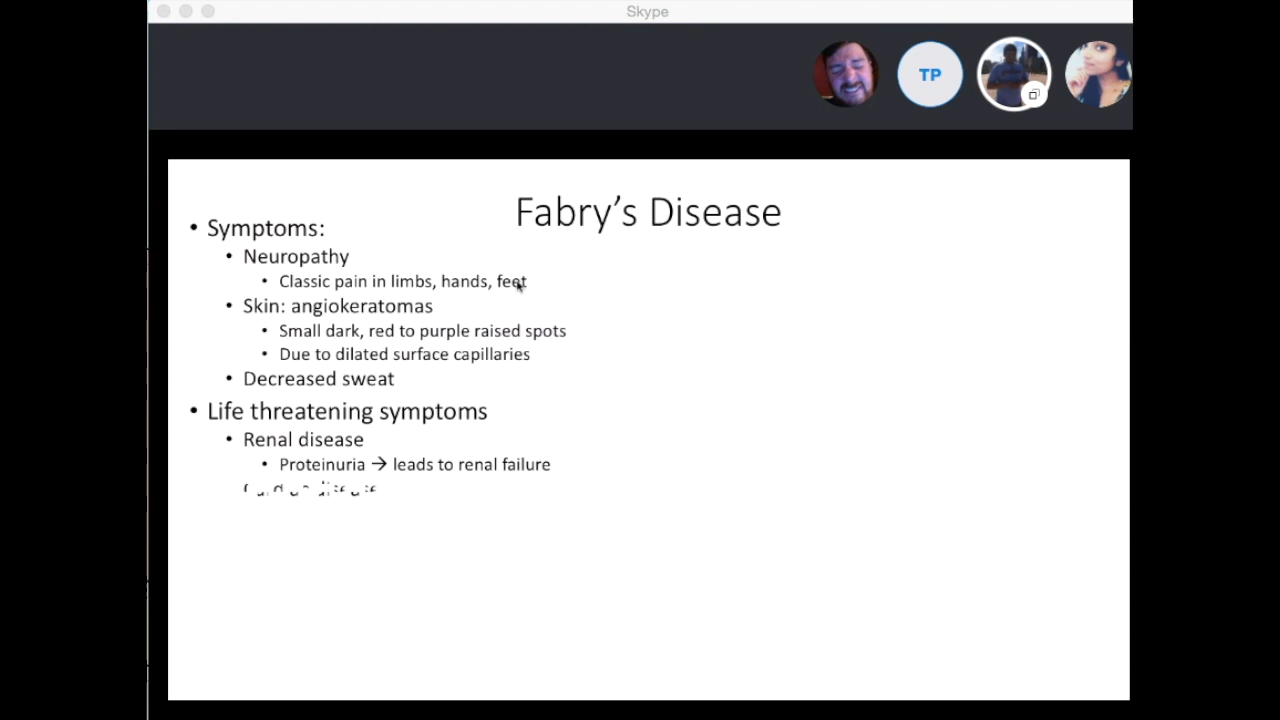 Skype
TP
Fabry's Disease
• Symptoms:
• Neuropathy
• Classic pain in limbs, hands, feet
• Skin: angiokeratomas
• Small dark, red to purple raised spots
• Due to dilated surface capillaries
• Decreased sweat
• Life threatening symptoms
• Renal disease
• Proteinuria → leads to renal failure